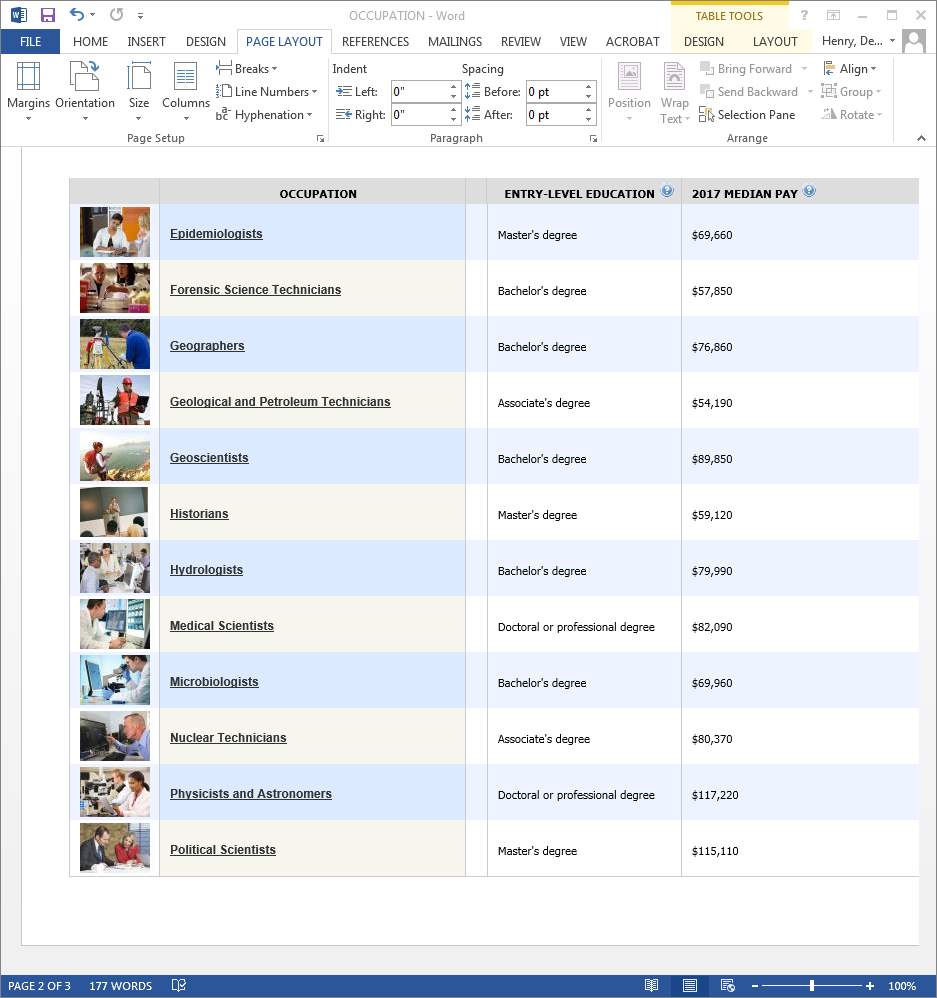 OCCUPATION - Word
TABLE TOOLS
?
FILE HOME INSERT DESIGN PAGE LAYOUT REFERENCES MAILINGS REVIEW VIEW ACROBAT DESIGN LAYOUT Henry, De...
Margins Orientation Size Columns
Breaks
Line Numbers
Hyphenation
Page Setup
Indent Spacing
Left: 0" Before: 0 pt
Right: 0" After: 0 pt
Paragraph
Position Wrap Text
Bring Forward Align
Send Backward Group
Selection Pane Rotate
Arrange
OCCUPATION ENTRY-LEVEL EDUCATION ? 2017 MEDIAN PAY ?
Epidemiologists Master's degree $69,660
Forensic Science Technicians Bachelor's degree $57,850
Geographers Bachelor's degree $76,860
Geological and Petroleum Technicians Associate's degree $54,190
Geoscientists Bachelor's degree $89,850
Historians Master's degree $59,120
Hydrologists Bachelor's degree $79,990
Medical Scientists Doctoral or professional degree $82,090
Microbiologists Bachelor's degree $69,960
Nuclear Technicians Associate's degree $80,370
Physicists and Astronomers Doctoral or professional degree $117,220
Political Scientists Master's degree $115,110
PAGE 2 OF 3 177 WORDS 100%